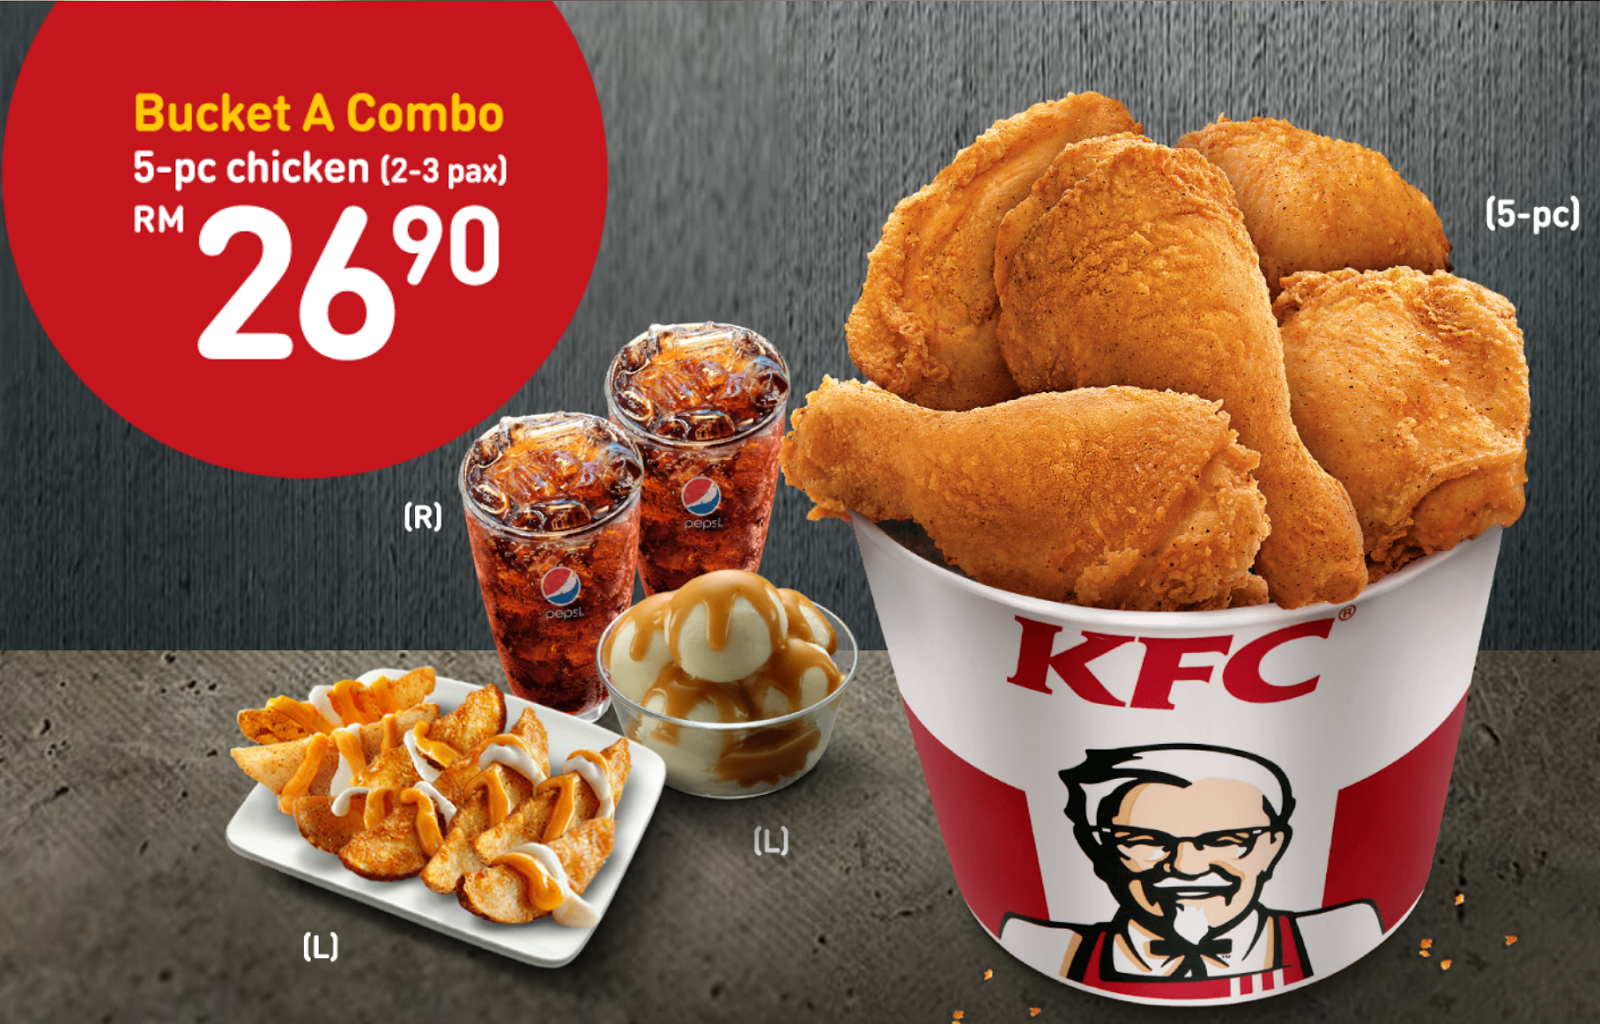 Bucket A Combo
5-pc chicken (2-3 pax)
RM 26 90
(5-pc)
(R)
pepsi
pepsi
(L)
(L)
KFC®